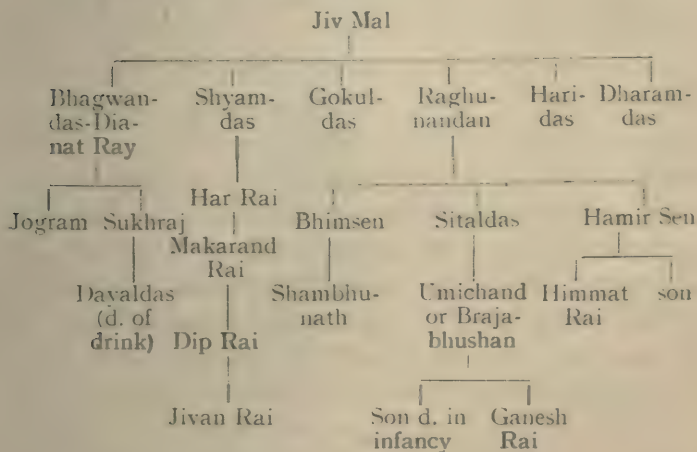 Jiv Mal
Bhagwan- Shyam- Gokul- Raghu- Hari- Dharam-
das-Dia- das das nandan das das
nat Ray
Har Rai
Jogram Sukhraj Bhimsen Sitaldas Hamir Sen
Makarand
Rai
Dayaldas Shambhu- Umichand Himmat son
(d. of nath or Braja- Rai
drink) Dip Rai bhushan
Jivan Rai Son d. in Ganesh
infancy Rai